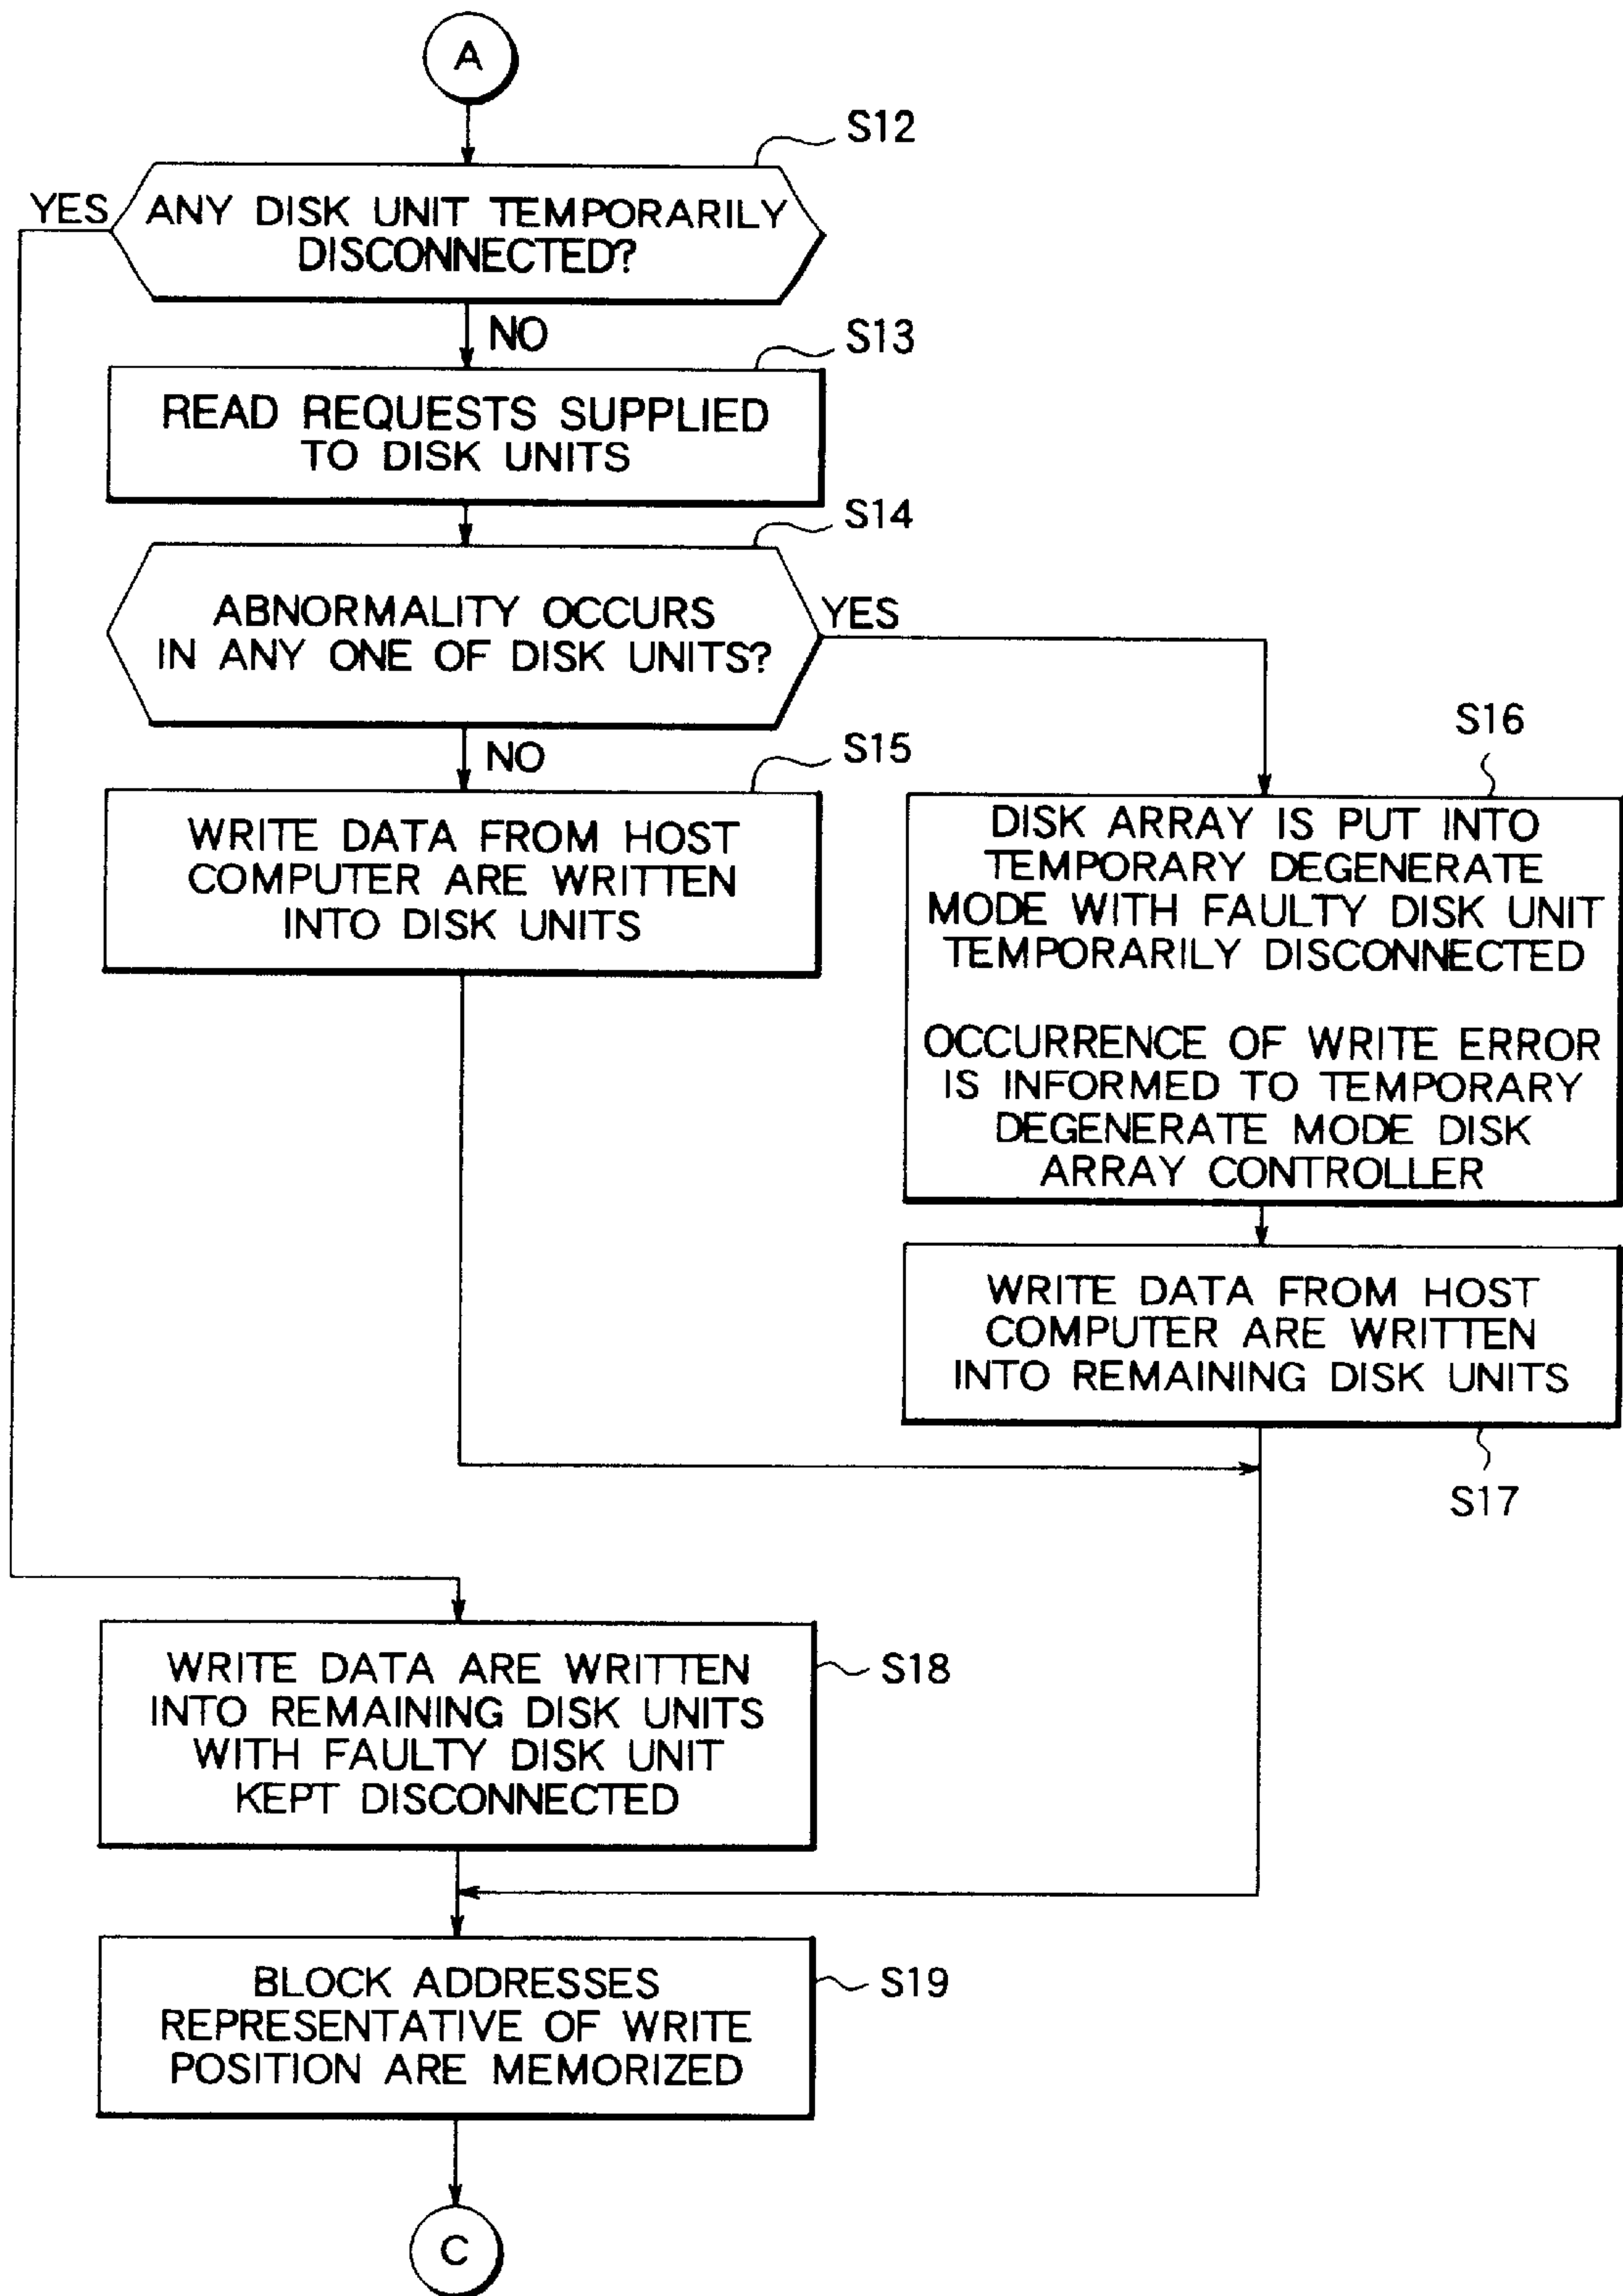 A
S12
YES
ANY DISK UNIT TEMPORARILY
DISCONNECTED?
NO
S13
READ REQUESTS SUPPLIED
TO DISK UNITS
S14
ABNORMALITY OCCURS
IN ANY ONE OF DISK UNITS?
YES
NO
S15
WRITE DATA FROM HOST
COMPUTER ARE WRITTEN
INTO DISK UNITS
S16
DISK ARRAY IS PUT INTO
TEMPORARY DEGENERATE
MODE WITH FAULTY DISK UNIT
TEMPORARILY DISCONNECTED
OCCURRENCE OF WRITE ERROR
IS INFORMED TO TEMPORARY
DEGENERATE MODE DISK
ARRAY CONTROLLER
WRITE DATA FROM HOST
COMPUTER ARE WRITTEN
INTO REMAINING DISK UNITS
S17
WRITE DATA ARE WRITTEN
INTO REMAINING DISK UNITS
WITH FAULTY DISK UNIT
KEPT DISCONNECTED
S18
BLOCK ADDRESSES
REPRESENTATIVE OF WRITE
POSITION ARE MEMORIZED
S19
C